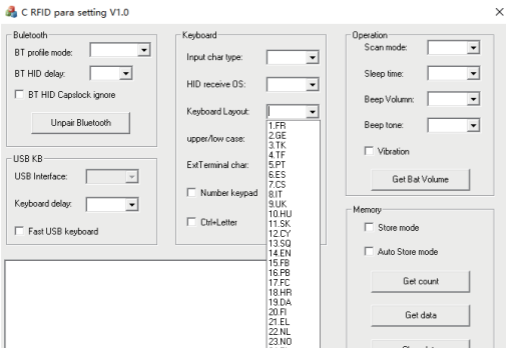 C RFID para setting V1.0
Buletooth
BT profile mode:
BT HID delay:
BT HID Capslock ignore
Unpair Bluetooth
USB KB
USB Interface:
Keyboard delay:
Fast USB keyboard
Keyboard
Input char type:
HID receive OS:
Keyboard Layout:
upper/low case:
ExtTerminal char:
Number keypad
Ctrl+Letter
1.FR
2.GE
3.TK
4.TF
5.PT
6.ES
7.CS
8.IT
9.UK
10.HU
11.SK
12.CY
13.SQ
14.EN
15.FB
16.PB
17.FC
18.HR
19.DA
20.FI
21.EL
22.NL
23.NO
Operation
Scan mode:
Sleep time:
Beep Volumn:
Beep tone:
Vibration
Get Bat Volume
Memory
Store mode
Auto Store mode
Get count
Get data